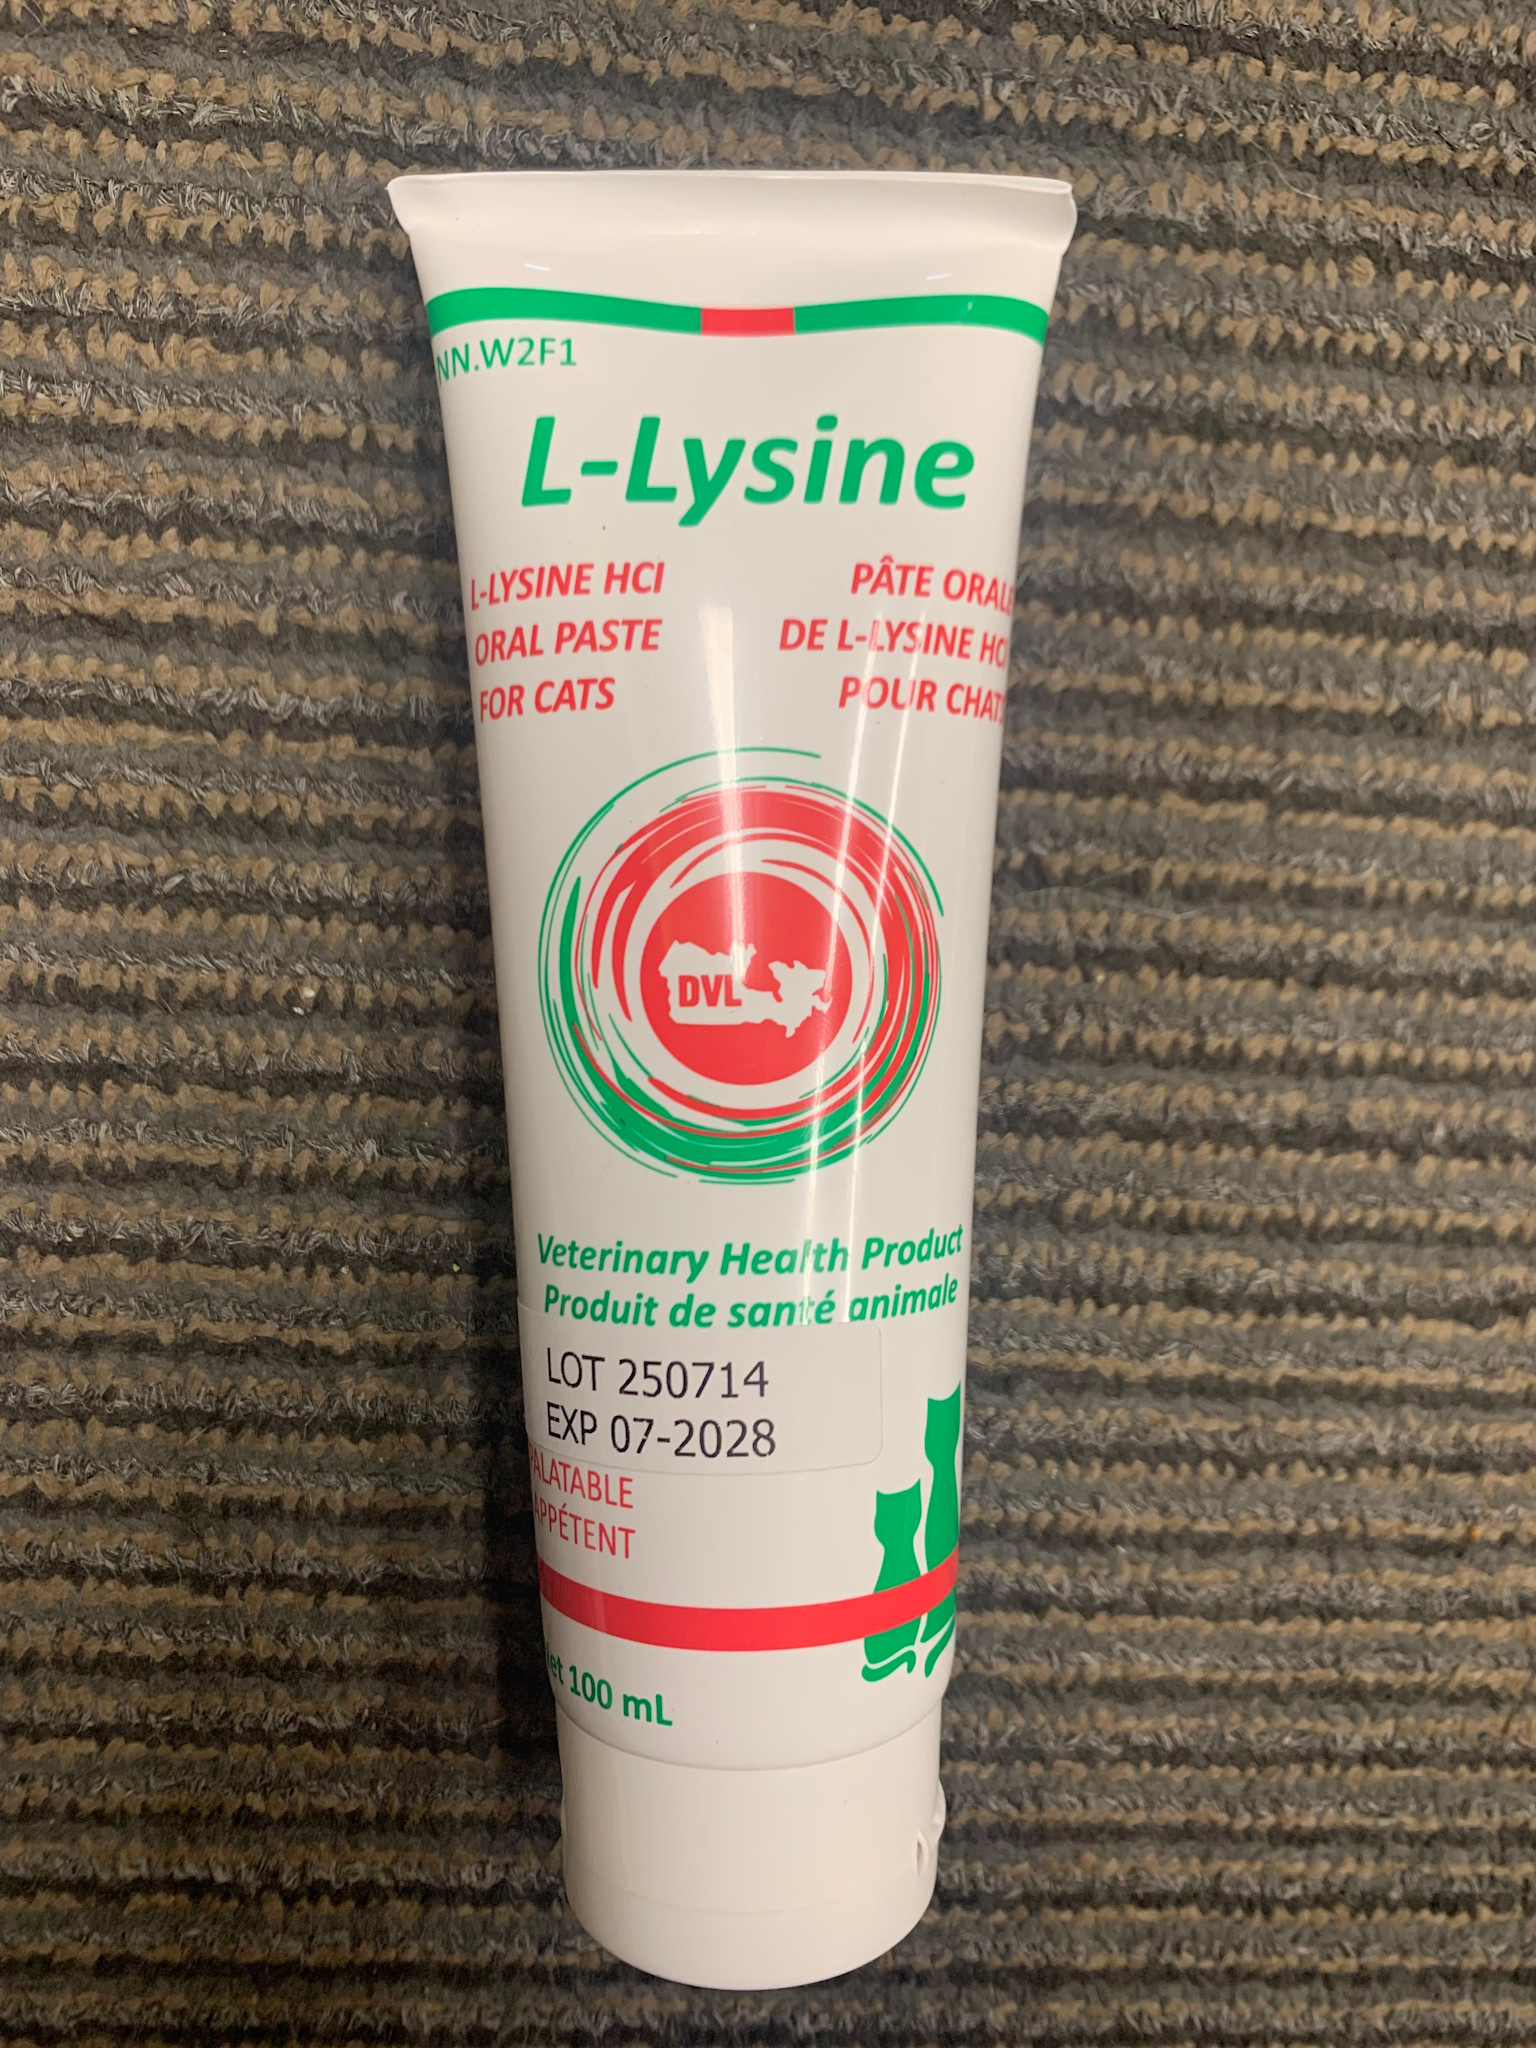 NN.W2F1
L-Lysine
L-LYSINE HCl
ORAL PASTE
FOR CATS
PÂTE ORALE
DE L-LYSINE HCl
POUR CHATS
DVL
Veterinary Health Product
Produit de santé animale
LOT 250714
EXP 07-2028
PALATABLE
APPÉTENT
Net 100 mL